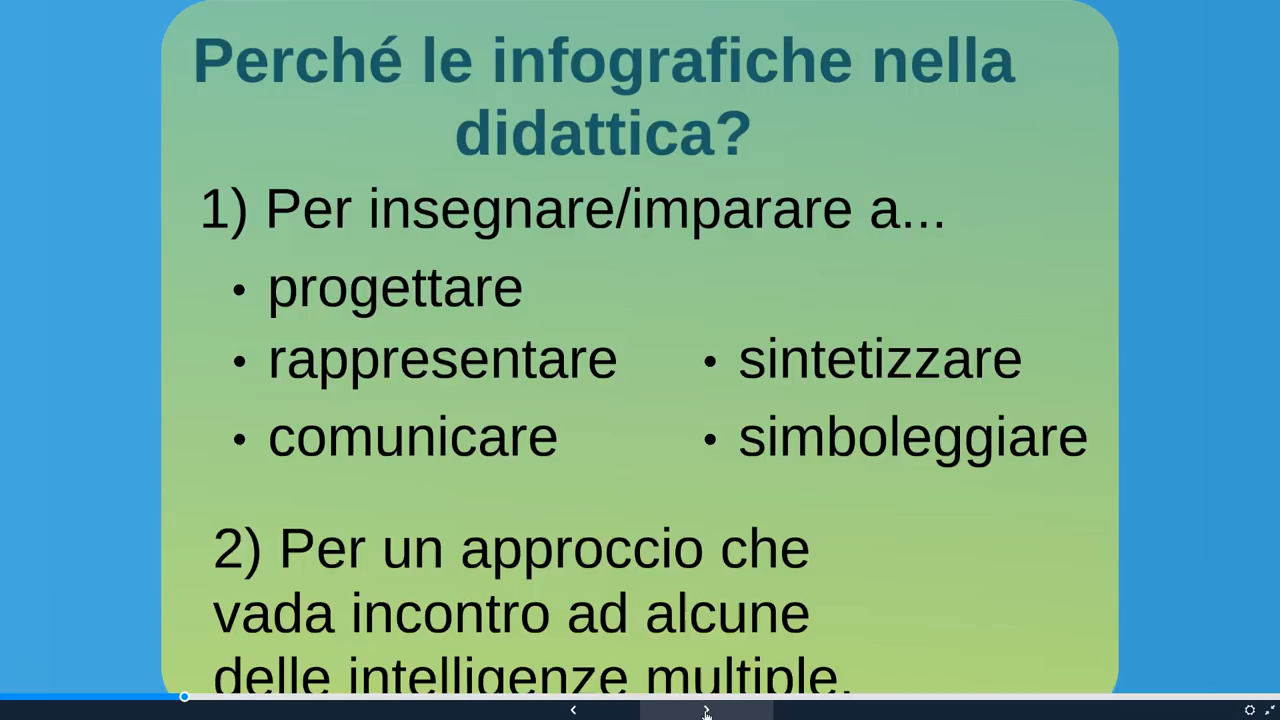 Perché le infografiche nella
didattica?
1) Per insegnare/imparare a...
• progettare
• rappresentare
• comunicare
• sintetizzare
• simboleggiare
2) Per un approccio che
vada incontro ad alcune
delle intelligenze multiple.